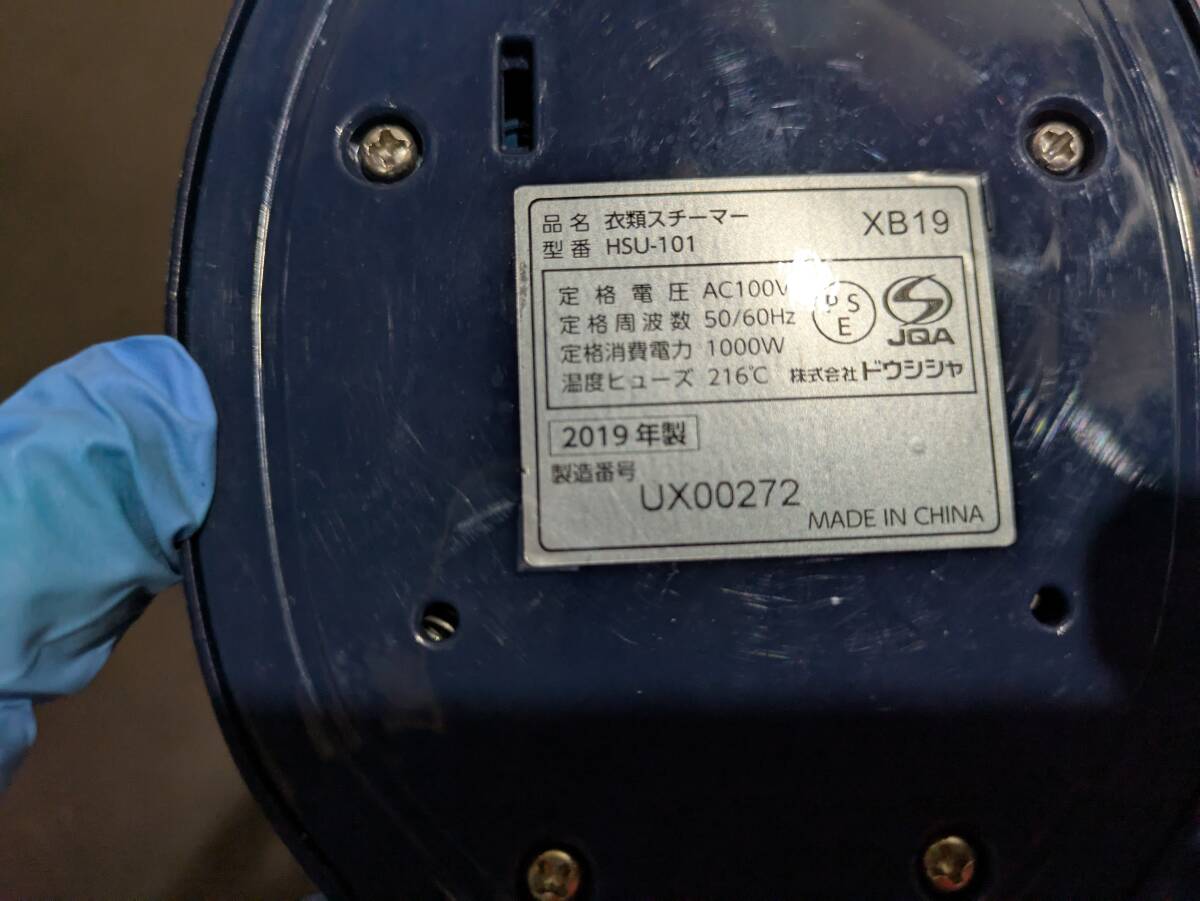 品名 衣類スチーマー XB19
型番 HSU-101
定格電圧 AC100V
定格周波数 50/60Hz
定格消費電力 1000W
温度ヒューズ 216℃
PSE
JQA
株式会社ドウシシャ
2019年製
製造番号
UX00272
MADE IN CHINA